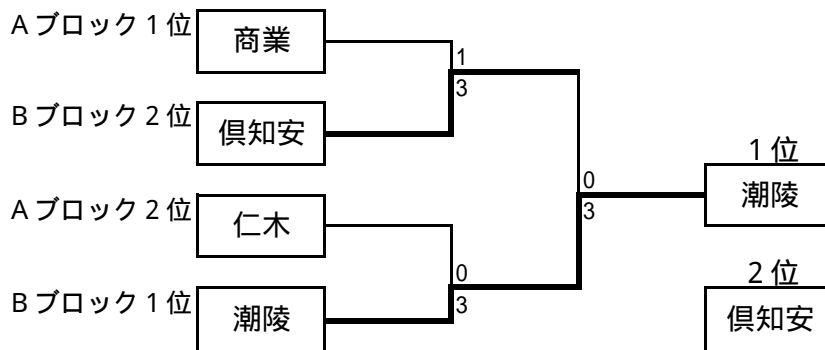 Aブロック1位 商業
1
3
Bブロック2位 倶知安
1位
0
潮陵
3
Aブロック2位 仁木
0
2位
3
Bブロック1位 潮陵
倶知安